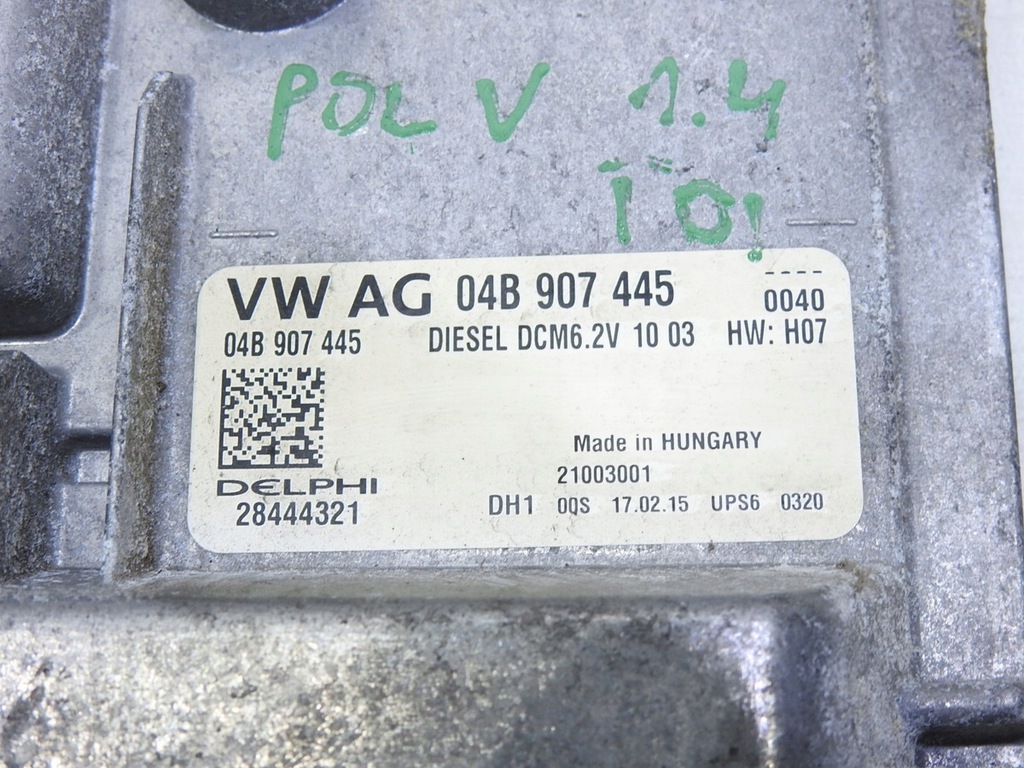 POL V 1.4
TDI
VW AG 04B 907 445 ----
0040
04B 907 445 DIESEL DCM6.2V 10 03 HW: H07
Made in HUNGARY
21003001
DELPHI
28444321
DH1 0QS 17.02.15 UPS6 0320